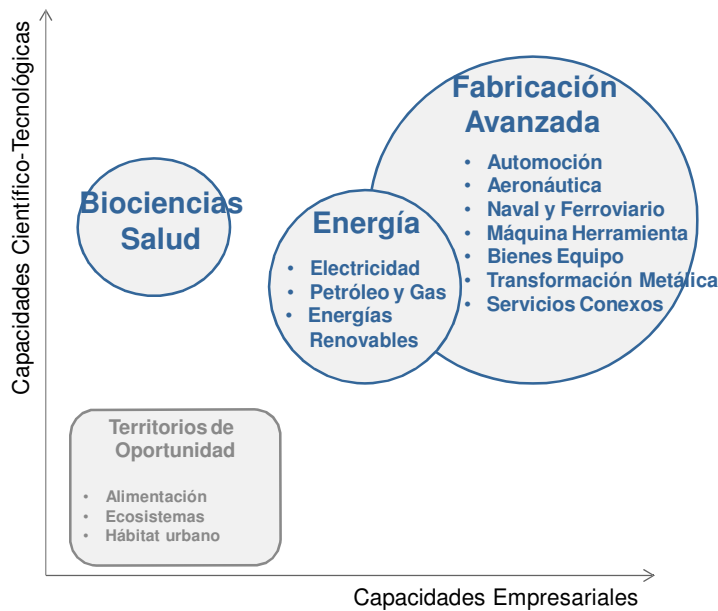 Capacidades Científico-Tecnológicas
Fabricación
Avanzada
• Automoción
• Aeronáutica
• Naval y Ferroviario
• Máquina Herramienta
• Bienes Equipo
• Transformación Metálica
• Servicios Conexos
Biociencias
Salud
Energía
• Electricidad
• Petróleo y Gas
• Energías
Renovables
Territorios de
Oportunidad
• Alimentación
• Ecosistemas
• Hábitat urbano
Capacidades Empresariales